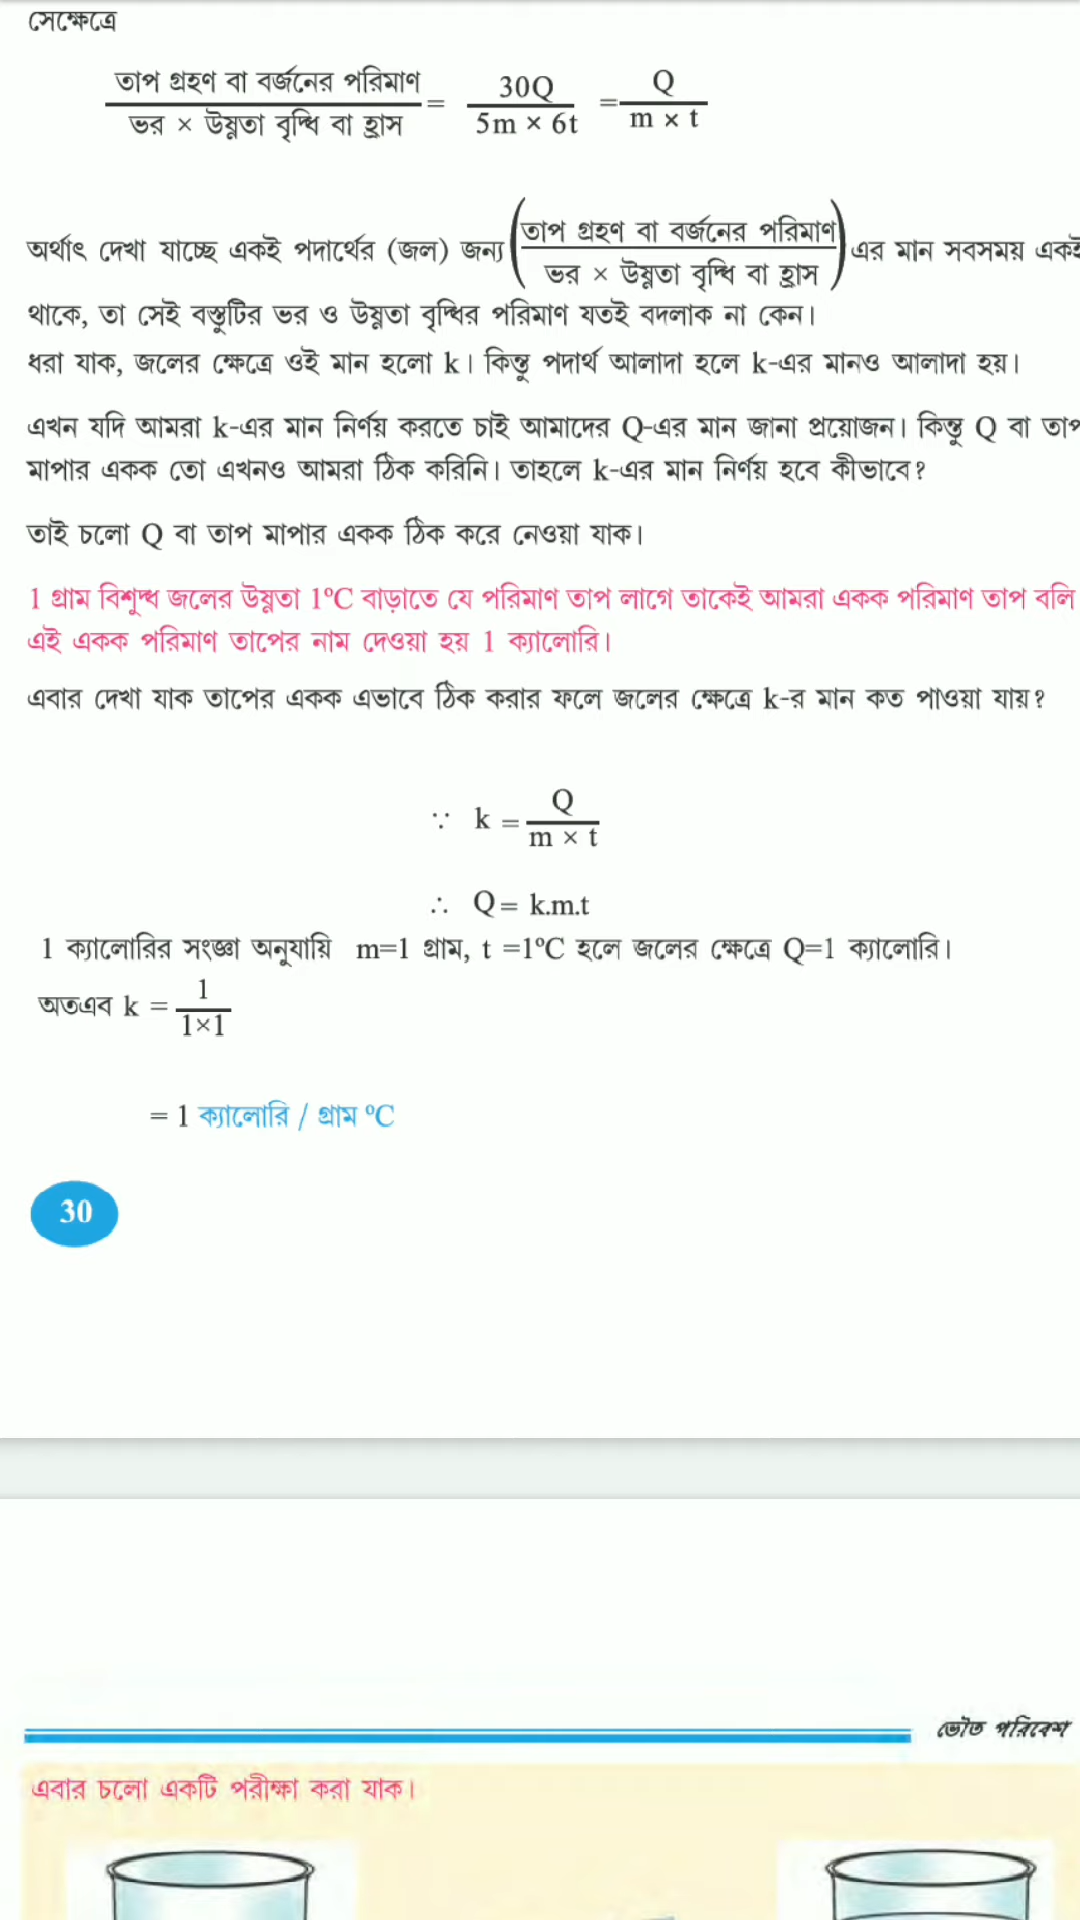 সেক্ষেত্রে
তাপ গ্রহণ বা বর্জনের পরিমাণ / ভর × উষ্ণতা বৃদ্ধি বা হ্রাস = 30Q / 5m × 6t = Q / m × t
অর্থাৎ দেখা যাচ্ছে একই পদার্থের (জল) জন্য (তাপ গ্রহণ বা বর্জনের পরিমাণ / ভর × উষ্ণতা বৃদ্ধি বা হ্রাস) এর মান সবসময় একই
থাকে, তা সেই বস্তুটির ভর ও উষ্ণতা বৃদ্ধির পরিমাণ যতই বদলাক না কেন।
ধরা যাক, জলের ক্ষেত্রে ওই মান হলো k। কিন্তু পদার্থ আলাদা হলে k-এর মানও আলাদা হয়।
এখন যদি আমরা k-এর মান নির্ণয় করতে চাই আমাদের Q-এর মান জানা প্রয়োজন। কিন্তু Q বা তাপ
মাপার একক তো এখনও আমরা ঠিক করিনি। তাহলে k-এর মান নির্ণয় হবে কীভাবে?
তাই চলো Q বা তাপ মাপার একক ঠিক করে নেওয়া যাক।
1 গ্রাম বিশুদ্ধ জলের উষ্ণতা 1°C বাড়াতে যে পরিমাণ তাপ লাগে তাকেই আমরা একক পরিমাণ তাপ বলি
এই একক পরিমাণ তাপের নাম দেওয়া হয় 1 ক্যালোরি।
এবার দেখা যাক তাপের একক এভাবে ঠিক করার ফলে জলের ক্ষেত্রে k-র মান কত পাওয়া যায়?
∵ k = Q / m × t
∴ Q = k.m.t
1 ক্যালোরির সংজ্ঞা অনুযায়ি m=1 গ্রাম, t =1°C হলে জলের ক্ষেত্রে Q=1 ক্যালোরি।
অতএব k = 1 / 1×1
= 1 ক্যালোরি / গ্রাম °C
30
ভৌত পরিবেশ
এবার চলো একটি পরীক্ষা করা যাক।